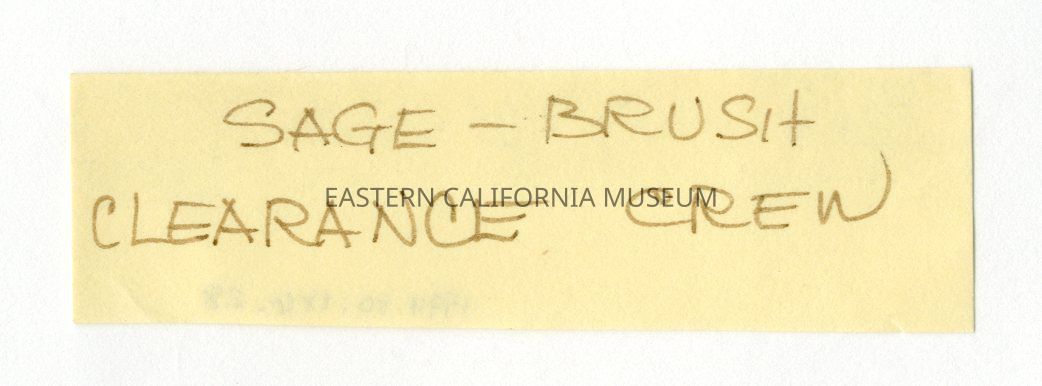 SAGE – BRUSH
CLEARANCE CREW
EASTERN CALIFORNIA MUSEUM